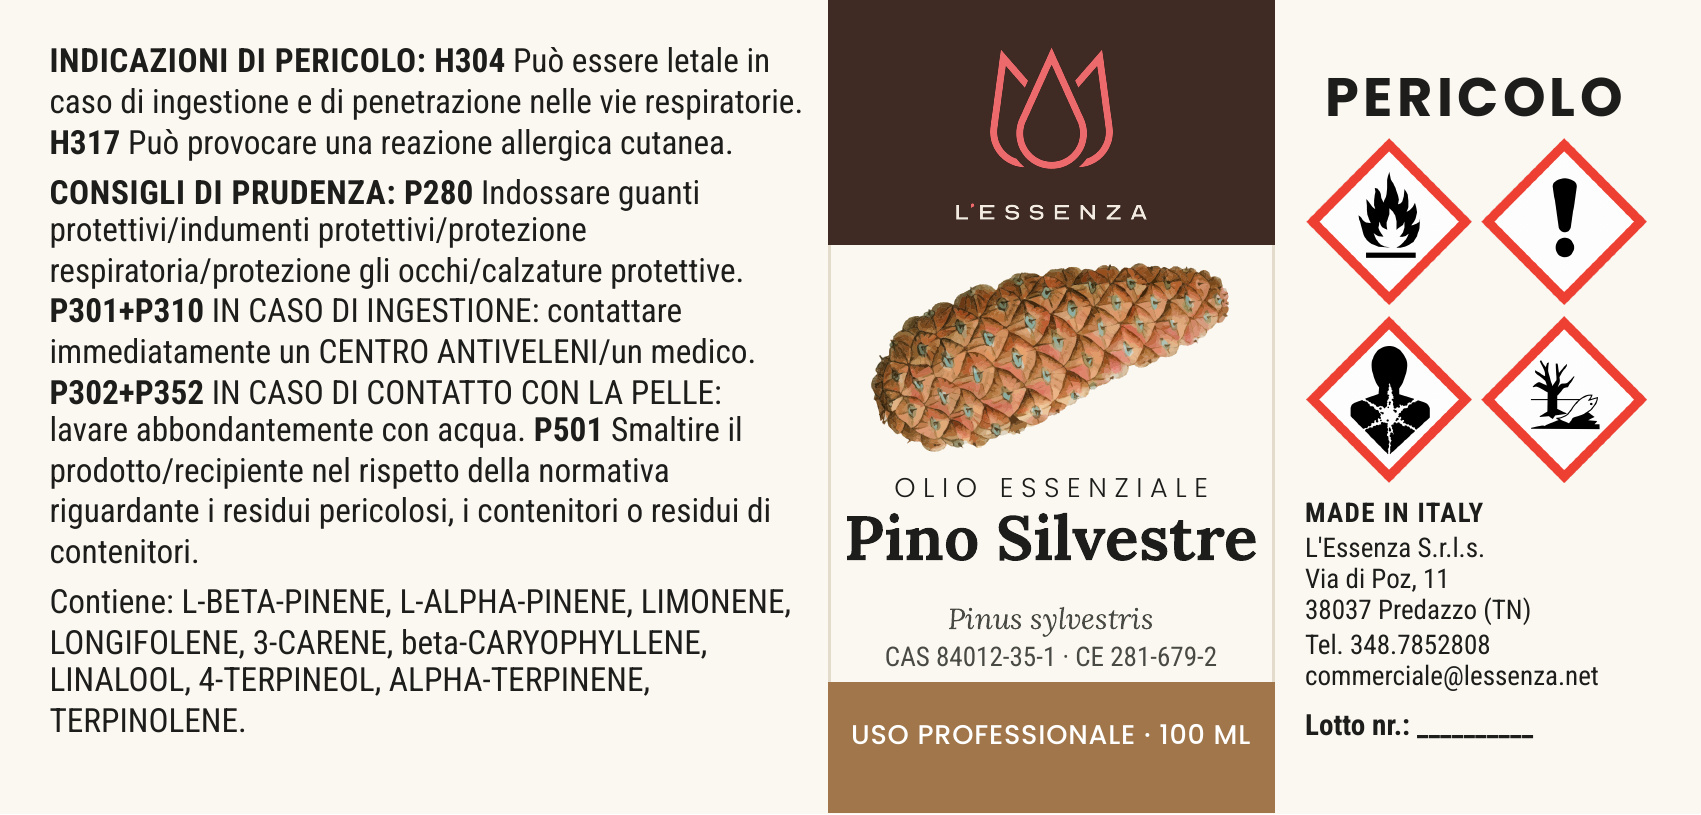 INDICAZIONI DI PERICOLO: H304 Può essere letale in
caso di ingestione e di penetrazione nelle vie respiratorie.
H317 Può provocare una reazione allergica cutanea.
CONSIGLI DI PRUDENZA: P280 Indossare guanti
protettivi/indumenti protettivi/protezione
respiratoria/protezione gli occhi/calzature protettive.
P301+P310 IN CASO DI INGESTIONE: contattare
immediatamente un CENTRO ANTIVELENI/un medico.
P302+P352 IN CASO DI CONTATTO CON LA PELLE:
lavare abbondantemente con acqua. P501 Smaltire il
prodotto/recipiente nel rispetto della normativa
riguardante i residui pericolosi, i contenitori o residui di
contenitori.
Contiene: L-BETA-PINENE, L-ALPHA-PINENE, LIMONENE,
LONGIFOLENE, 3-CARENE, beta-CARYOPHYLLENE,
LINALOOL, 4-TERPINEOL, ALPHA-TERPINENE,
TERPINOLENE.
L'ESSENZA
OLIO ESSENZIALE
Pino Silvestre
Pinus sylvestris
CAS 84012-35-1 · CE 281-679-2
USO PROFESSIONALE · 100 ML
PERICOLO
MADE IN ITALY
L'Essenza S.r.l.s.
Via di Poz, 11
38037 Predazzo (TN)
Tel. 348.7852808
commerciale@lessenza.net
Lotto nr.: __________